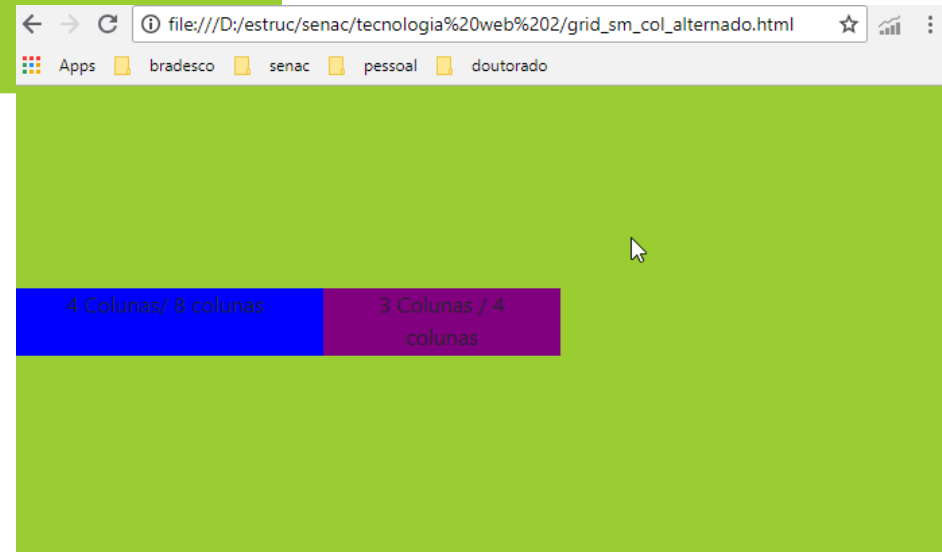 file:///D:/estruc/senac/tecnologia%20web%202/grid_sm_col_alternado.html
Apps bradesco senac pessoal doutorado
4 Colunas/ 8 colunas
3 Colunas / 4
colunas